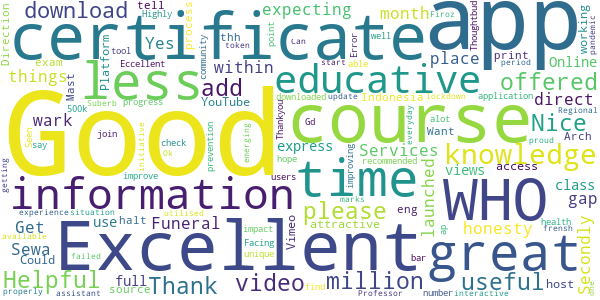 download tell expecting month Thoughtbud
Direction Highly community process Can Firoz
certificate app
Yes thh token point Error well working pandemic
exam Platform tool Online print period
things Mast Eccellent within start able place
less add educative offered
500k Suberb progress YouTube downloaded update lockdown application
Good course Indonesia direct Regional
wark join Thankyou Gd alot Want Nice Arch proud
say check Ok prevention emerging express Services everyday
improve initiative hope recommended knowledge
Seen users improving launched views access
information time WHO class gap
getting marks eng
experience situation use halt Funeral please attractive honesty
available utilised
Get Could impact Facing unique Vimeo ap health frensh
Sewa failed bar
Excellent great Secondly
Helpful full source Thank video million useful host
properly assistant find Professor number interactive one